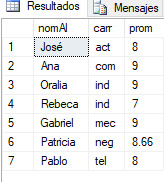 Resultados Mensajes
nomAl carr prom
1 José act 8
2 Ana com 9
3 Oralia ind 9
4 Rebeca ind 7
5 Gabriel mec 9
6 Patricia neg 8.66
7 Pablo tel 8